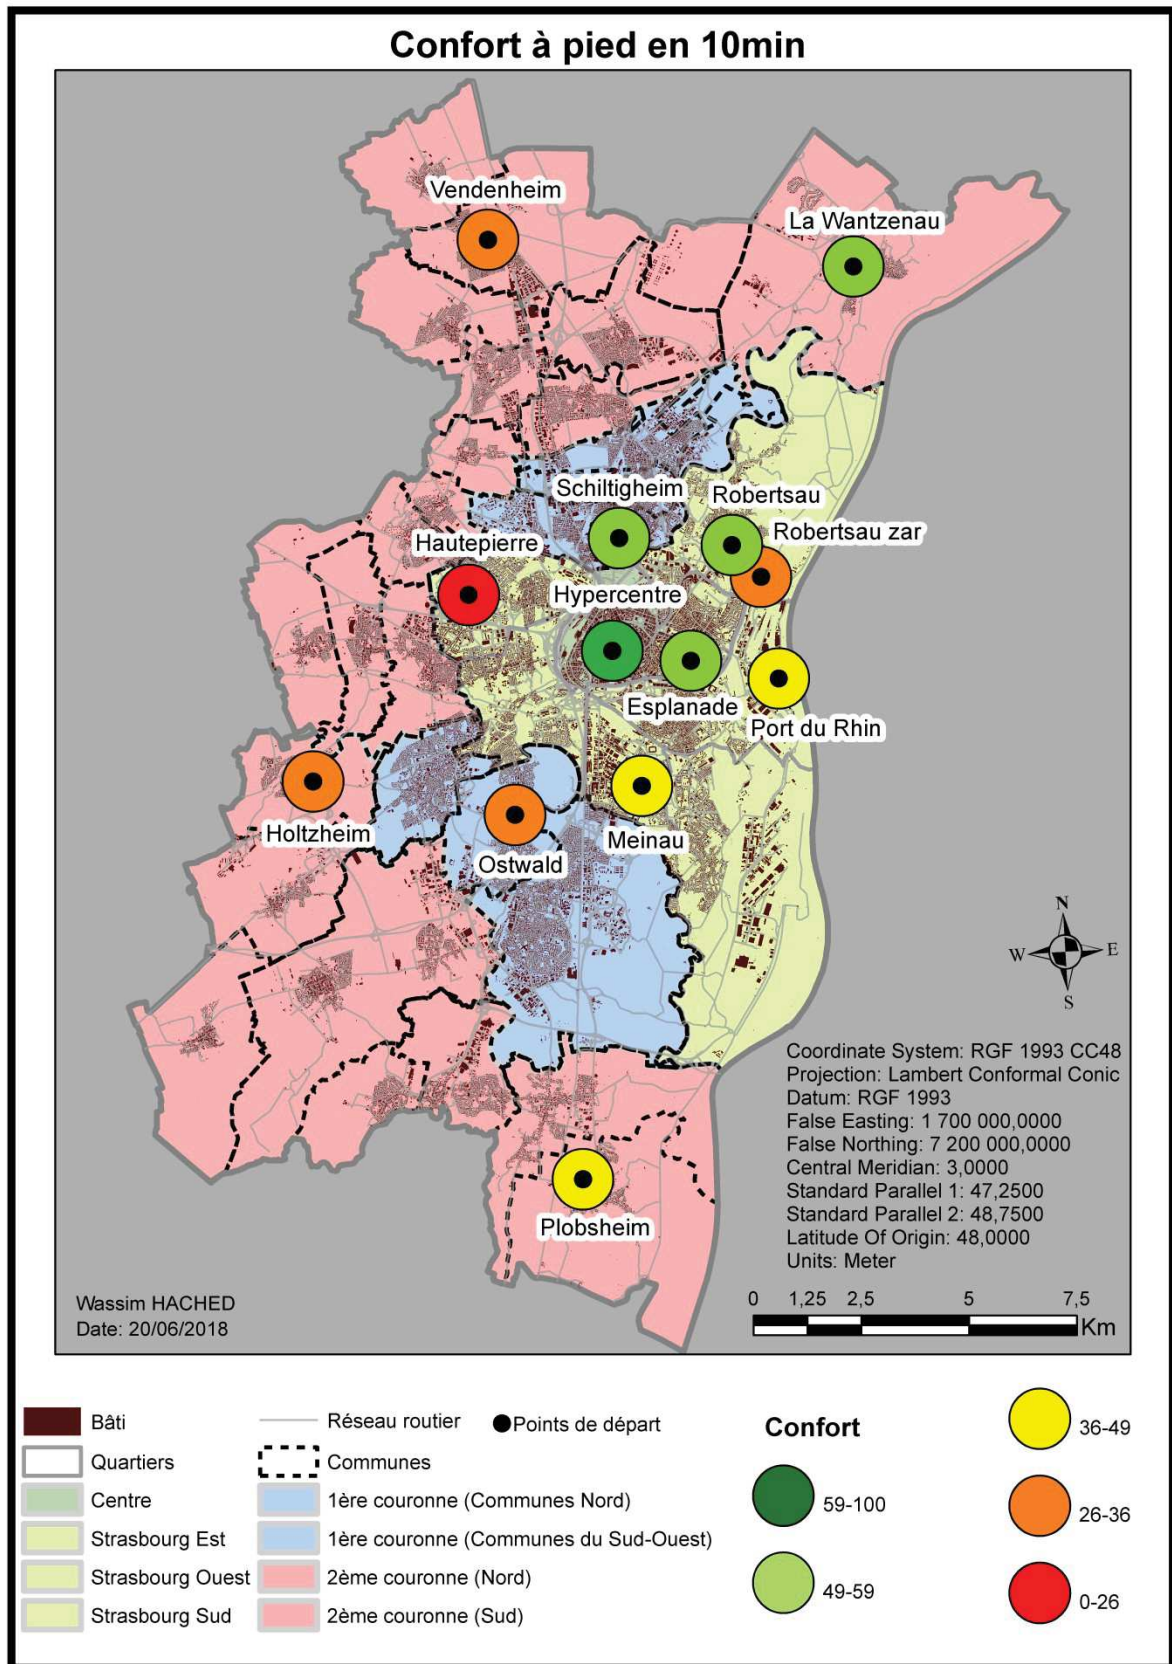 Confort à pied en 10min
Vendenheim
La Wantzenau
Schiltigheim
Robertsau
Robertsau zar
Hautepierre
Hypercentre
Esplanade
Port du Rhin
Holtzheim
Ostwald
Meinau
Plobsheim
N
W
E
S
Coordinate System: RGF 1993 CC48
Projection: Lambert Conformal Conic
Datum: RGF 1993
False Easting: 1 700 000,0000
False Northing: 7 200 000,0000
Central Meridian: 3,0000
Standard Parallel 1: 47,2500
Standard Parallel 2: 48,7500
Latitude Of Origin: 48,0000
Units: Meter
Wassim HACHED
Date: 20/06/2018
0 1,25 2,5 5 7,5
Km
Bâti
Quartiers
Centre
Strasbourg Est
Strasbourg Ouest
Strasbourg Sud
Réseau routier
Points de départ
Communes
1ère couronne (Communes Nord)
1ère couronne (Communes du Sud-Ouest)
2ème couronne (Nord)
2ème couronne (Sud)
Confort
59-100
49-59
36-49
26-36
0-26